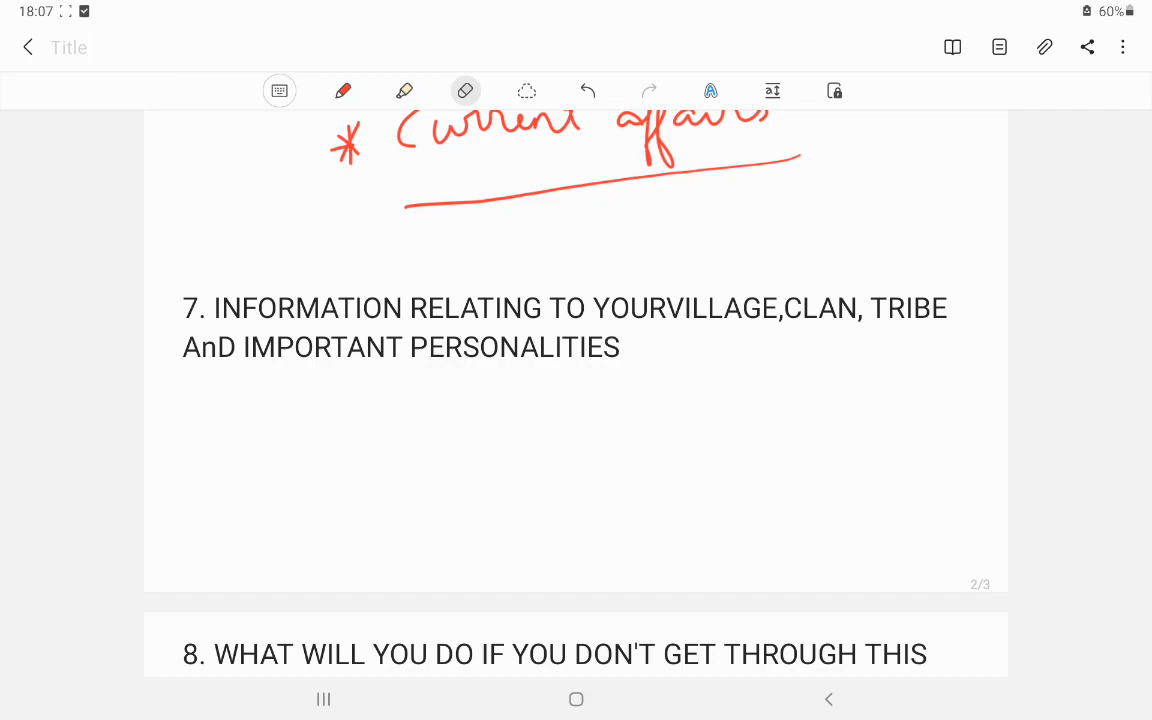 18:07
60%
Title
* Current affairs
7. INFORMATION RELATING TO YOURVILLAGE,CLAN, TRIBE
AnD IMPORTANT PERSONALITIES
2/3
8. WHAT WILL YOU DO IF YOU DON'T GET THROUGH THIS